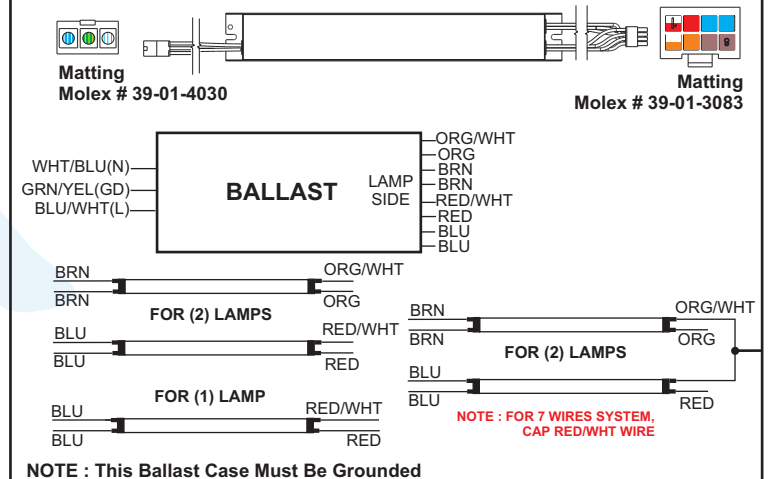 Matting
Molex # 39-01-4030
Matting
Molex # 39-01-3083
1
8
WHT/BLU(N)
GRN/YEL(GD)
BLU/WHT(L)
BALLAST
LAMP
SIDE
ORG/WHT
ORG
BRN
BRN
RED/WHT
RED
BLU
BLU
BRN
BRN
ORG/WHT
ORG
FOR (2) LAMPS
BLU
BLU
RED/WHT
RED
FOR (1) LAMP
BLU
BLU
RED/WHT
RED
BRN
BRN
ORG/WHT
ORG
FOR (2) LAMPS
BLU
BLU
RED
NOTE : FOR 7 WIRES SYSTEM,
CAP RED/WHT WIRE
NOTE : This Ballast Case Must Be Grounded